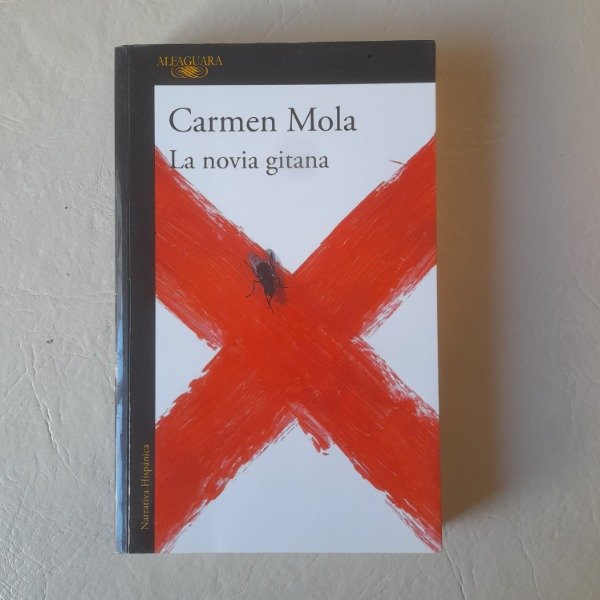 ALFAGUARA
Carmen Mola
La novia gitana
Narrativa Hispánica